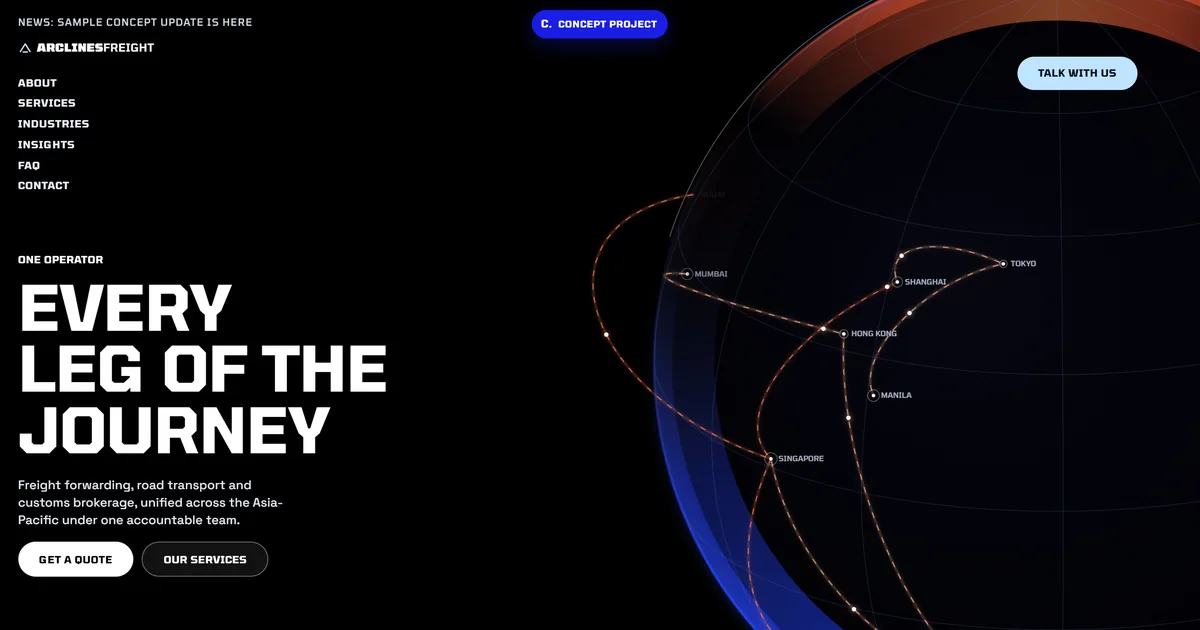 NEWS: SAMPLE CONCEPT UPDATE IS HERE
C. CONCEPT PROJECT
ARCLINESFREIGHT
TALK WITH US
ABOUT
SERVICES
INDUSTRIES
INSIGHTS
FAQ
CONTACT
ONE OPERATOR
EVERY
LEG OF THE
JOURNEY
Freight forwarding, road transport and
customs brokerage, unified across the Asia-
Pacific under one accountable team.
GET A QUOTE
OUR SERVICES
MUMBAI
TOKYO
SHANGHAI
HONG KONG
MANILA
SINGAPORE